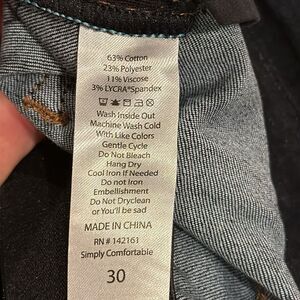 63% Cotton
23% Polyester
11% Viscose
3% LYCRA®Spandex
Wash Inside Out
Machine Wash Cold
With Like Colors
Gentle Cycle
Do Not Bleach
Hang Dry
Cool Iron If Needed
Do not Iron
Embellishment
Do Not Dryclean
or You'll be sad
MADE IN CHINA
RN # 142161
Simply Comfortable
30